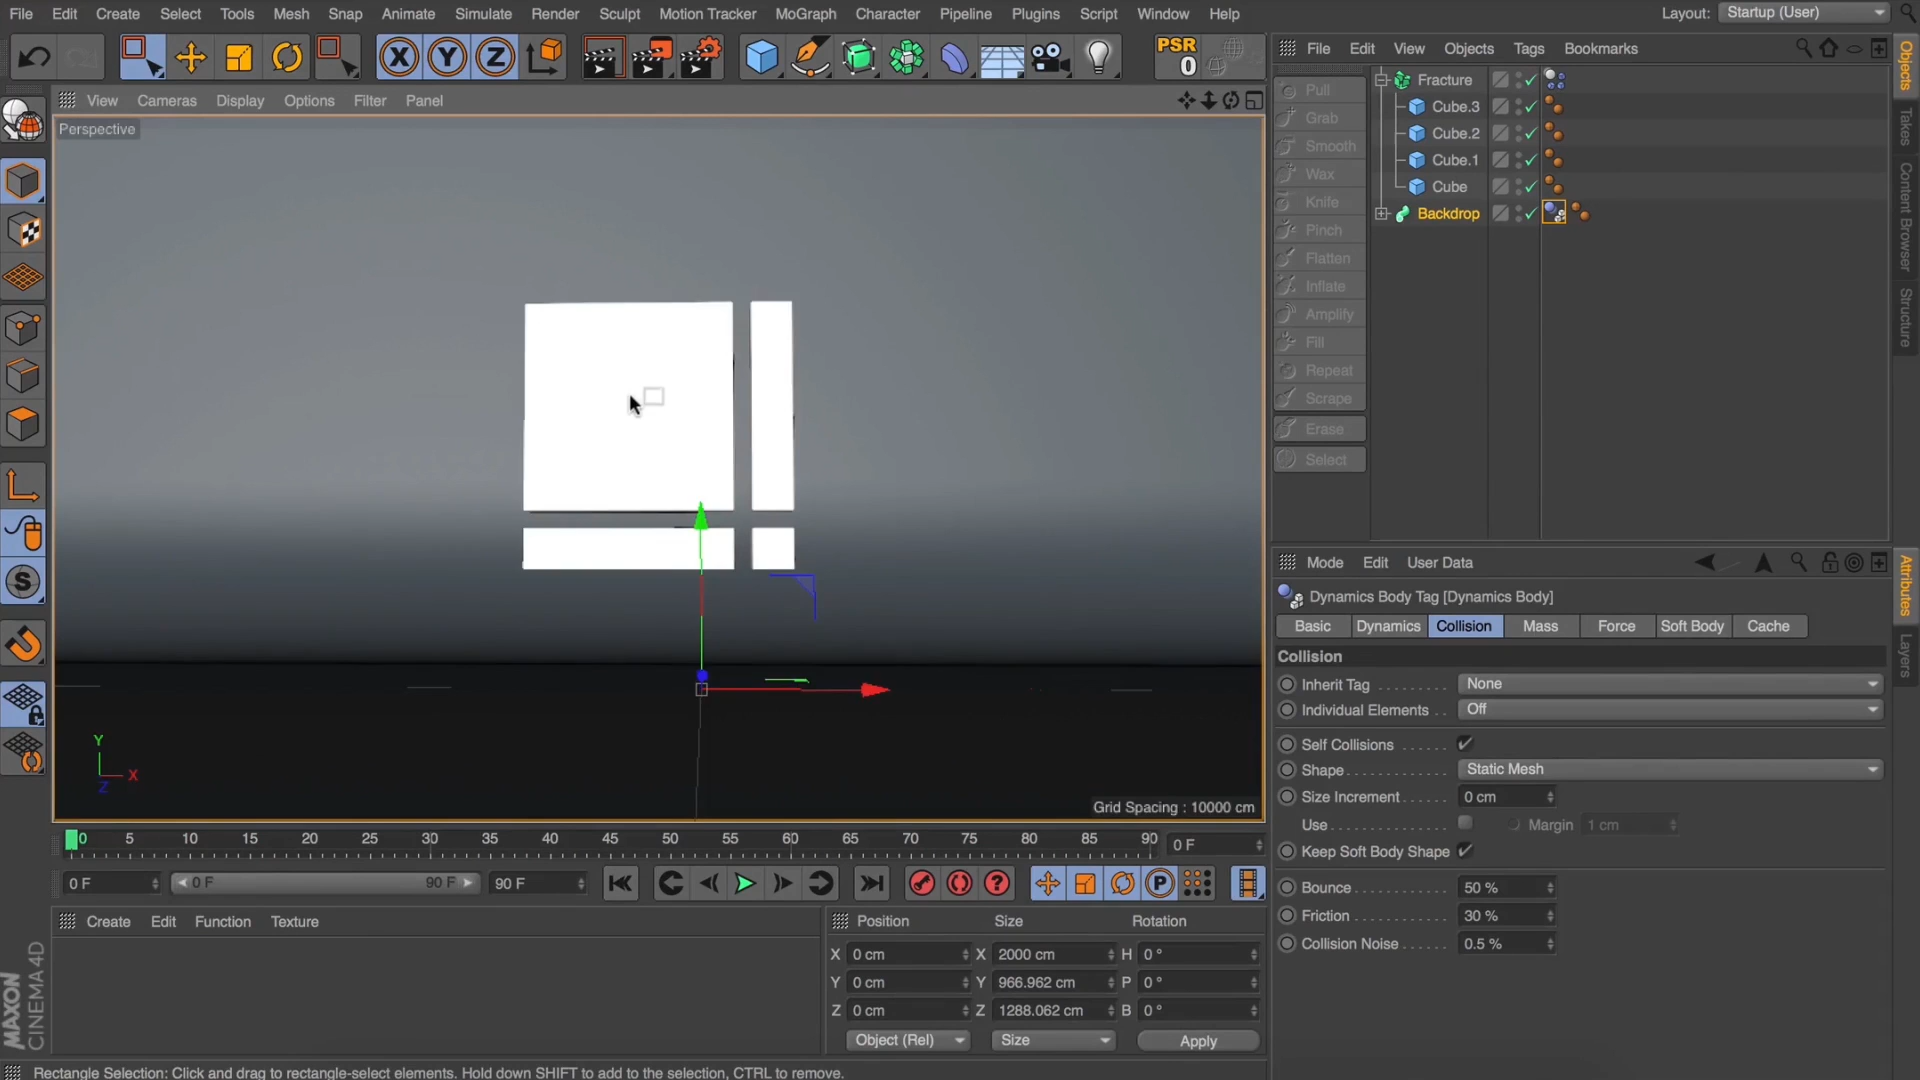 File Edit Create Select Tools Mesh Snap Animate Simulate Render Sculpt Motion Tracker MoGraph Character Pipeline Plugins Script Window Help Layout: Startup (User)
X Y Z PSR 0
File Edit View Objects Tags Bookmarks
View Cameras Display Options Filter Panel
Perspective
Pull
Grab
Smooth
Wax
Knife
Pinch
Flatten
Inflate
Amplify
Fill
Repeat
Scrape
Erase
Select
Fracture
Cube.3
Cube.2
Cube.1
Cube
Backdrop
Objects
Takes
Content Browser
Structure
S
Y
X
Z
Grid Spacing : 10000 cm
Mode Edit User Data
Dynamics Body Tag [Dynamics Body]
Basic Dynamics Collision Mass Force Soft Body Cache
Collision
Inherit Tag None
Individual Elements Off
Self Collisions
Shape Static Mesh
Size Increment 0 cm
Use Margin 1 cm
Keep Soft Body Shape
Bounce 50 %
Friction 30 %
Collision Noise 0.5 %
Attributes
Layers
0 5 10 15 20 25 30 35 40 45 50 55 60 65 70 75 80 85 90 0 F
0 F 0 F 90 F 90 F P
Create Edit Function Texture
Position Size Rotation
X 0 cm X 2000 cm H 0 °
Y 0 cm Y 966.962 cm P 0 °
Z 0 cm Z 1288.062 cm B 0 °
Object (Rel) Size Apply
MAXON
CINEMA 4D
Rectangle Selection: Click and drag to rectangle-select elements. Hold down SHIFT to add to the selection, CTRL to remove.